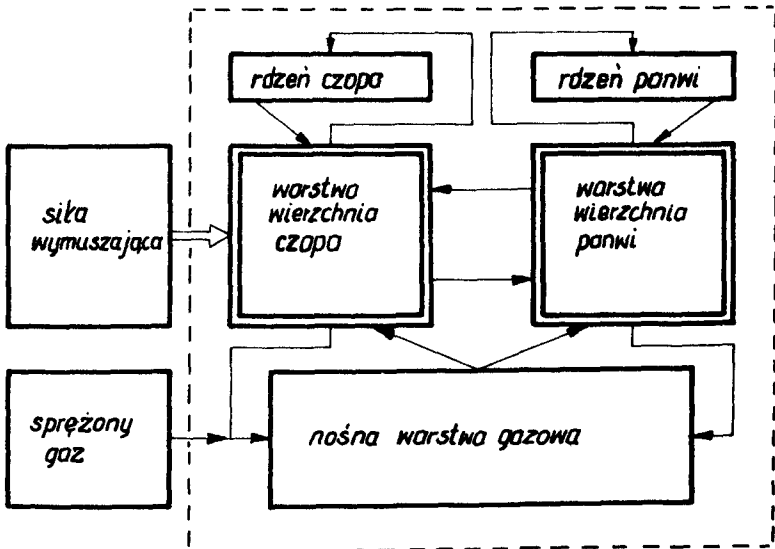 rdzeń czopa
rdzeń panwi
siła
wymuszająca
warstwa
wierzchnia
czopa
warstwa
wierzchnia
panwi
sprężony
gaz
nośna warstwa gazowa